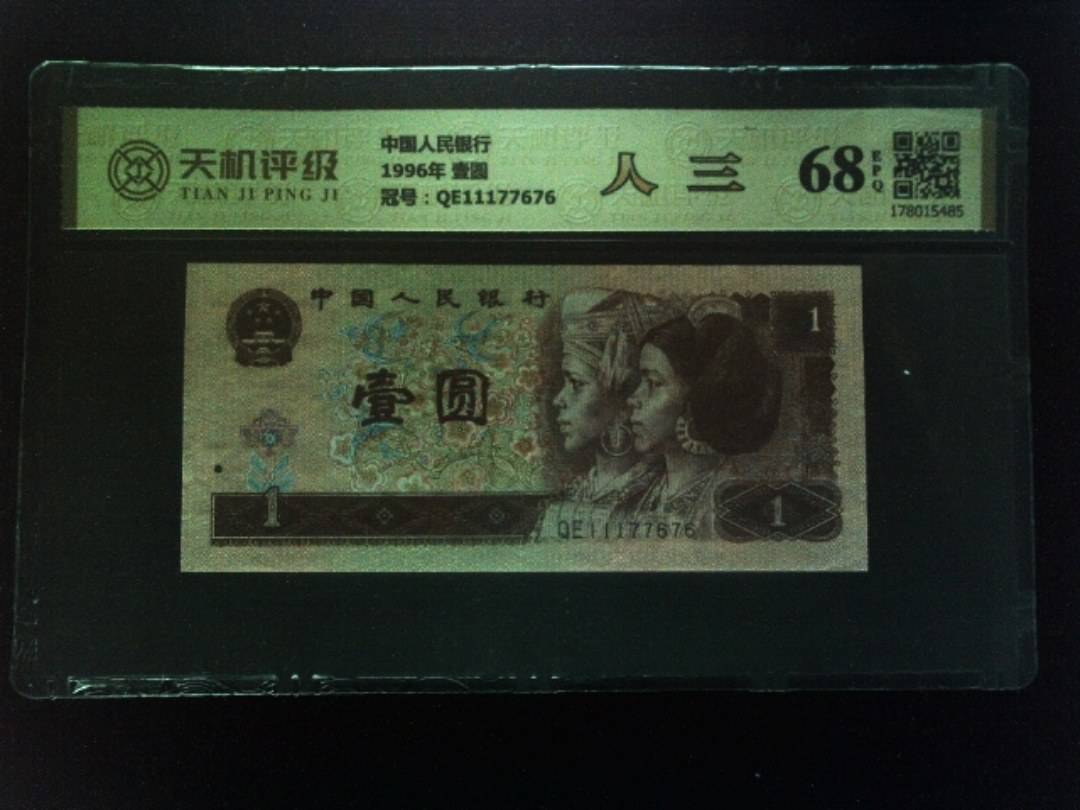 天机评级
TIAN JI PING JI
中国人民银行
1996年 壹圆
冠号:QE11177676
人 三
68
EPQ
178015485
中国人民银行
1
壹圆
1
QE11177676
1